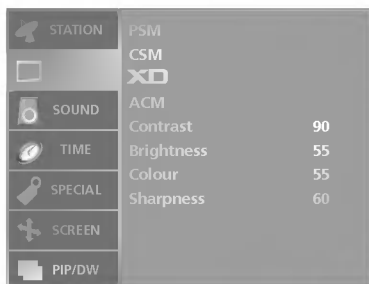 STATION
SOUND
TIME
SPECIAL
SCREEN
PIP/DW
PSM
CSM
XD
ACM
Contrast 90
Brightness 55
Colour 55
Sharpness 60